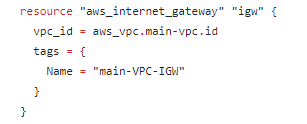 resource "aws_internet_gateway" "igw" {
  vpc_id = aws_vpc.main-vpc.id
  tags = {
    Name = "main-VPC-IGW"
  }
}